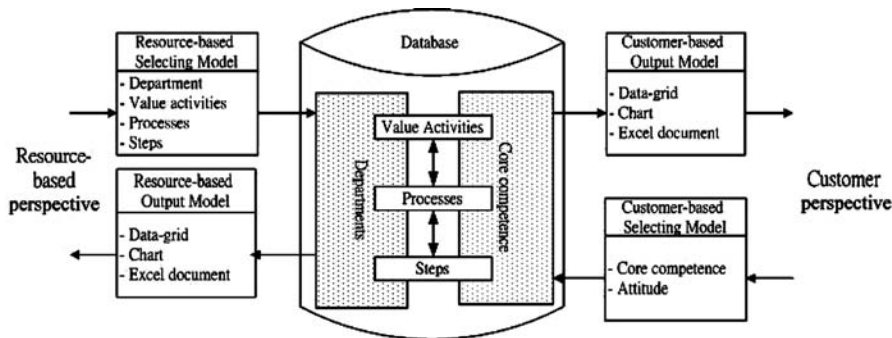 Resource-based
Selecting Model
- Department
- Value activities
- Processes
- Steps
Resource-
based
perspective
Resource-based
Output Model
- Data-grid
- Chart
- Excel document
Database
Departments
Core competence
Value Activities
Processes
Steps
Customer-based
Output Model
- Data-grid
- Chart
- Excel document
Customer
perspective
Customer-based
Selecting Model
- Core competence
- Attitude